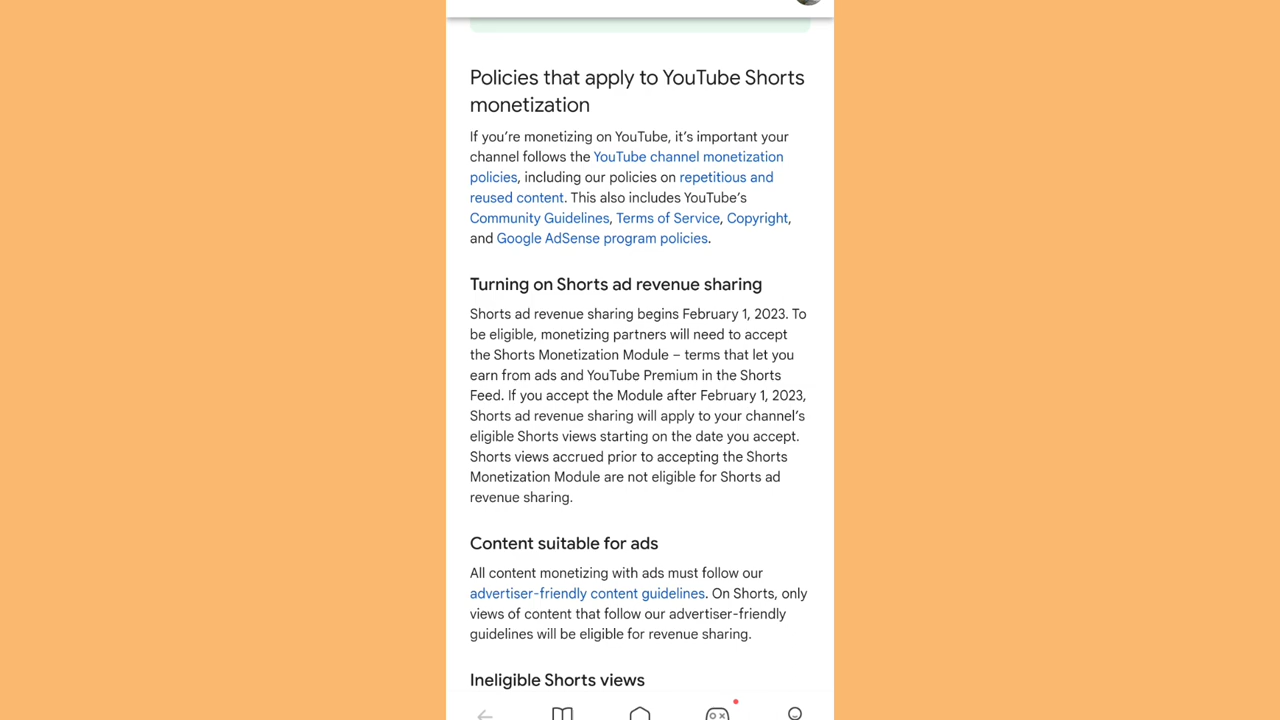 Policies that apply to YouTube Shorts
monetization
If you're monetizing on YouTube, it's important your
channel follows the YouTube channel monetization
policies, including our policies on repetitious and
reused content. This also includes YouTube's
Community Guidelines, Terms of Service, Copyright,
and Google AdSense program policies.
Turning on Shorts ad revenue sharing
Shorts ad revenue sharing begins February 1, 2023. To
be eligible, monetizing partners will need to accept
the Shorts Monetization Module – terms that let you
earn from ads and YouTube Premium in the Shorts
Feed. If you accept the Module after February 1, 2023,
Shorts ad revenue sharing will apply to your channel's
eligible Shorts views starting on the date you accept.
Shorts views accrued prior to accepting the Shorts
Monetization Module are not eligible for Shorts ad
revenue sharing.
Content suitable for ads
All content monetizing with ads must follow our
advertiser-friendly content guidelines. On Shorts, only
views of content that follow our advertiser-friendly
guidelines will be eligible for revenue sharing.
Ineligible Shorts views